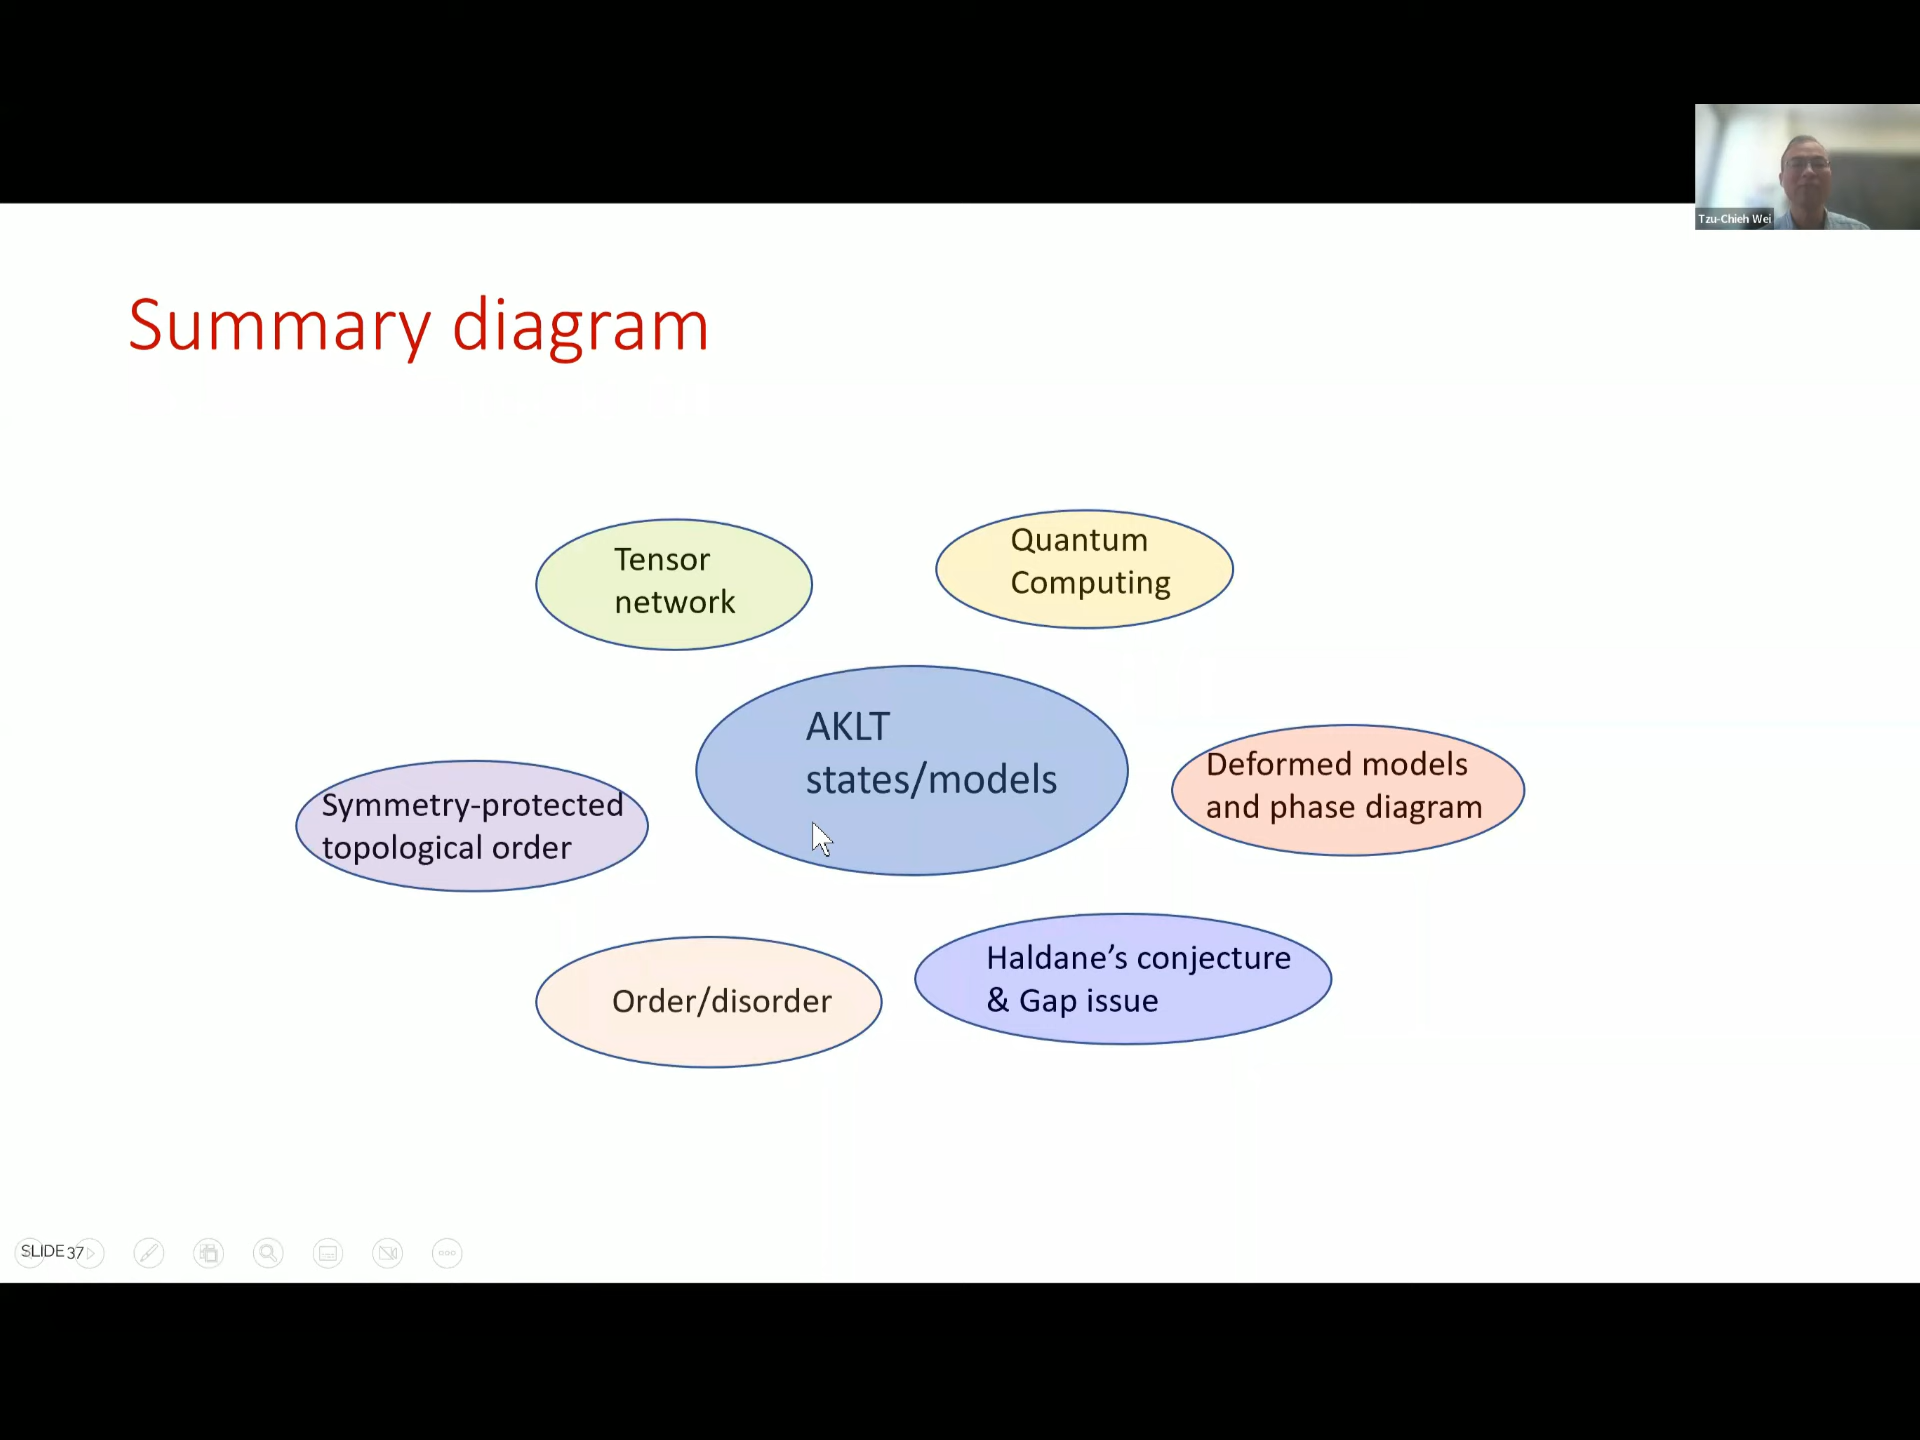 Tzu-Chieh Wei
Summary diagram
Tensor
network
Quantum
Computing
AKLT
states/models
Deformed models
and phase diagram
Symmetry-protected
topological order
Order/disorder
Haldane’s conjecture
& Gap issue
SLIDE 37